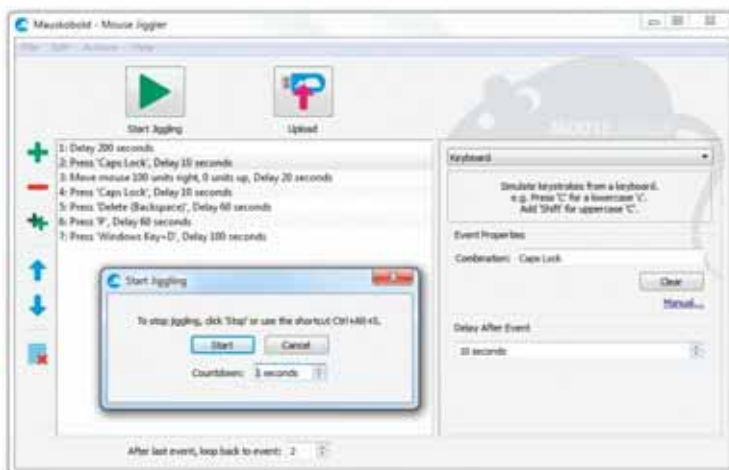 Mauskobold - Mouse Jiggler
File Edit Actions Help
Start Jiggling
Upload
1: Delay 200 seconds
2: Press 'Caps Lock', Delay 10 seconds
3: Move mouse 100 units right, 0 units up, Delay 20 seconds
4: Press 'Caps Lock', Delay 10 seconds
5: Press 'Delete (Backspace)', Delay 60 seconds
6: Press 'F', Delay 60 seconds
7: Press 'Windows Key+D', Delay 100 seconds
Keyboard
Simulate keystrokes from a keyboard.
e.g. Press 'C' for a lowercase 'c'.
Add 'Shift' for uppercase 'C'.
Event Properties
Combination: Caps Lock
Clear
Manual...
Delay After Event
10 seconds
Start Jiggling
To stop jiggling, click 'Stop' or use the shortcut Ctrl+Alt+S.
Start
Cancel
Countdown: 3 seconds
After last event, loop back to event: 2